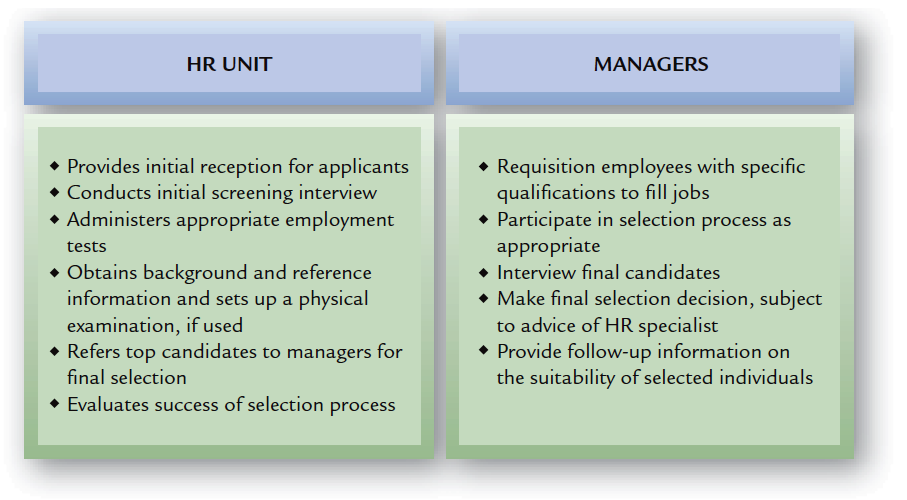 HR UNIT
◆ Provides initial reception for applicants
◆ Conducts initial screening interview
◆ Administers appropriate employment
tests
◆ Obtains background and reference
information and sets up a physical
examination, if used
◆ Refers top candidates to managers for
final selection
◆ Evaluates success of selection process
MANAGERS
◆ Requisition employees with specific
qualifications to fill jobs
◆ Participate in selection process as
appropriate
◆ Interview final candidates
◆ Make final selection decision, subject
to advice of HR specialist
◆ Provide follow-up information on
the suitability of selected individuals